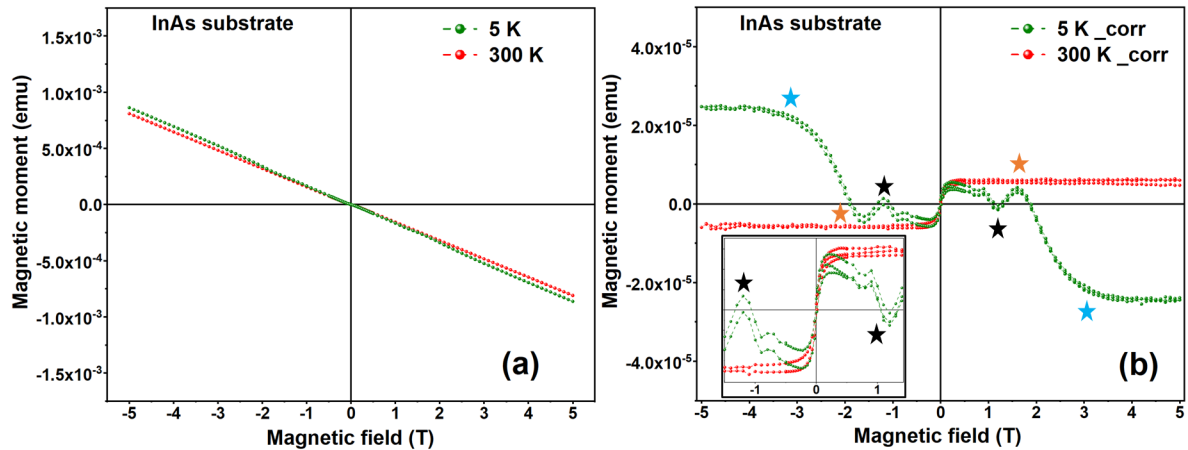 InAs substrate
5 K
300 K
1.5x10⁻³
1.0x10⁻³
5.0x10⁻⁴
0.0
-5.0x10⁻⁴
-1.0x10⁻³
-1.5x10⁻³
Magnetic moment (emu)
(a)
-5 -4 -3 -2 -1 0 1 2 3 4 5
Magnetic field (T)
InAs substrate
5 K _corr
300 K _corr
4.0x10⁻⁵
2.0x10⁻⁵
0.0
-2.0x10⁻⁵
-4.0x10⁻⁵
Magnetic moment (emu)
-1 0 1
(b)
-5 -4 -3 -2 -1 0 1 2 3 4 5
Magnetic field (T)